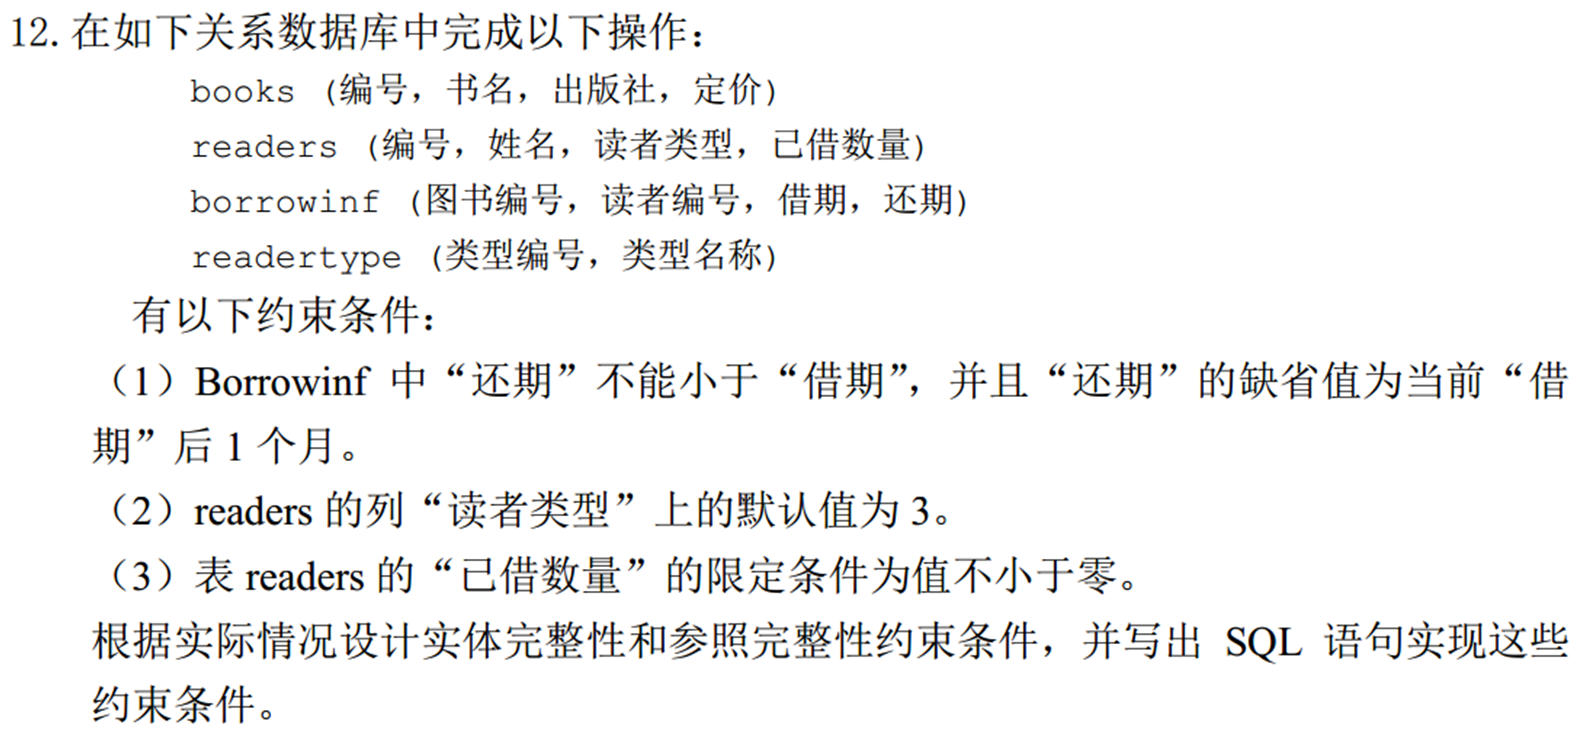 12. 在如下关系数据库中完成以下操作：
books （编号，书名，出版社，定价）
readers （编号，姓名，读者类型，已借数量）
borrowinf （图书编号，读者编号，借期，还期）
readertype （类型编号，类型名称）
有以下约束条件：
（1）Borrowinf 中“还期”不能小于“借期”，并且“还期”的缺省值为当前“借
期”后 1 个月。
（2）readers 的列“读者类型”上的默认值为 3。
（3）表 readers 的“已借数量”的限定条件为值不小于零。
根据实际情况设计实体完整性和参照完整性约束条件，并写出 SQL 语句实现这些
约束条件。